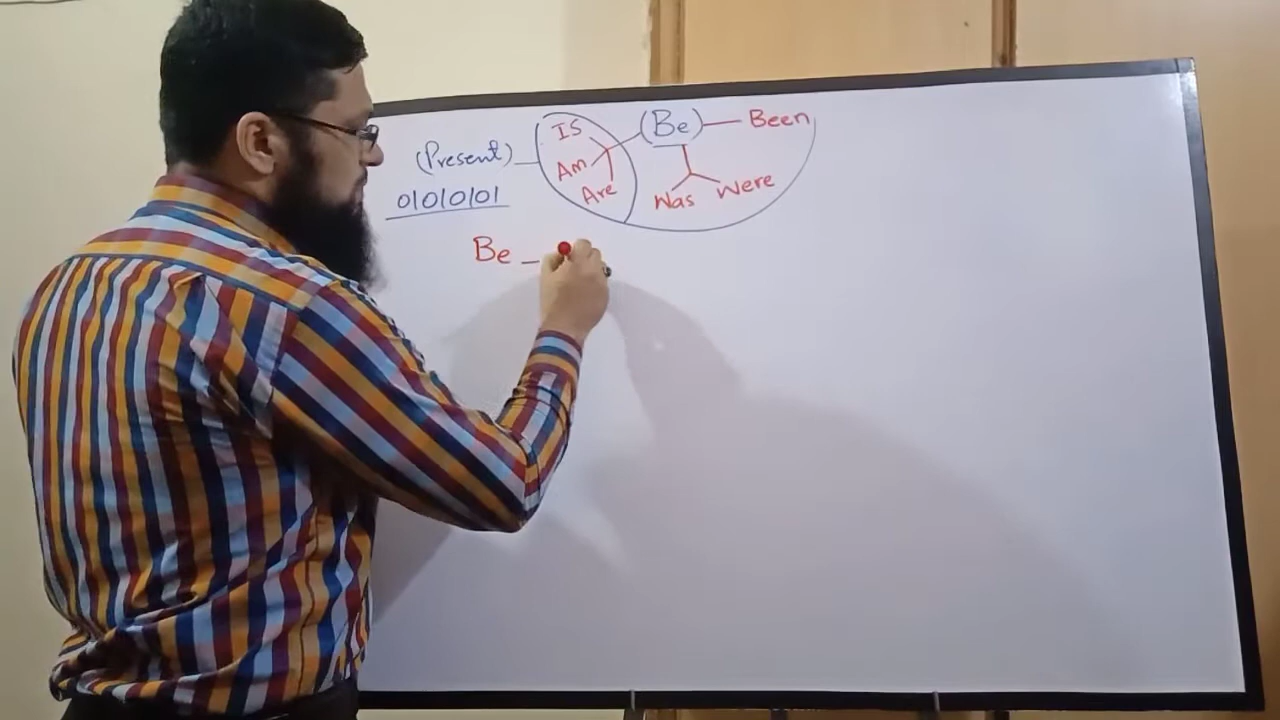 Is (Be) Been
(Present) Am
Are Was Were
01010101
Be